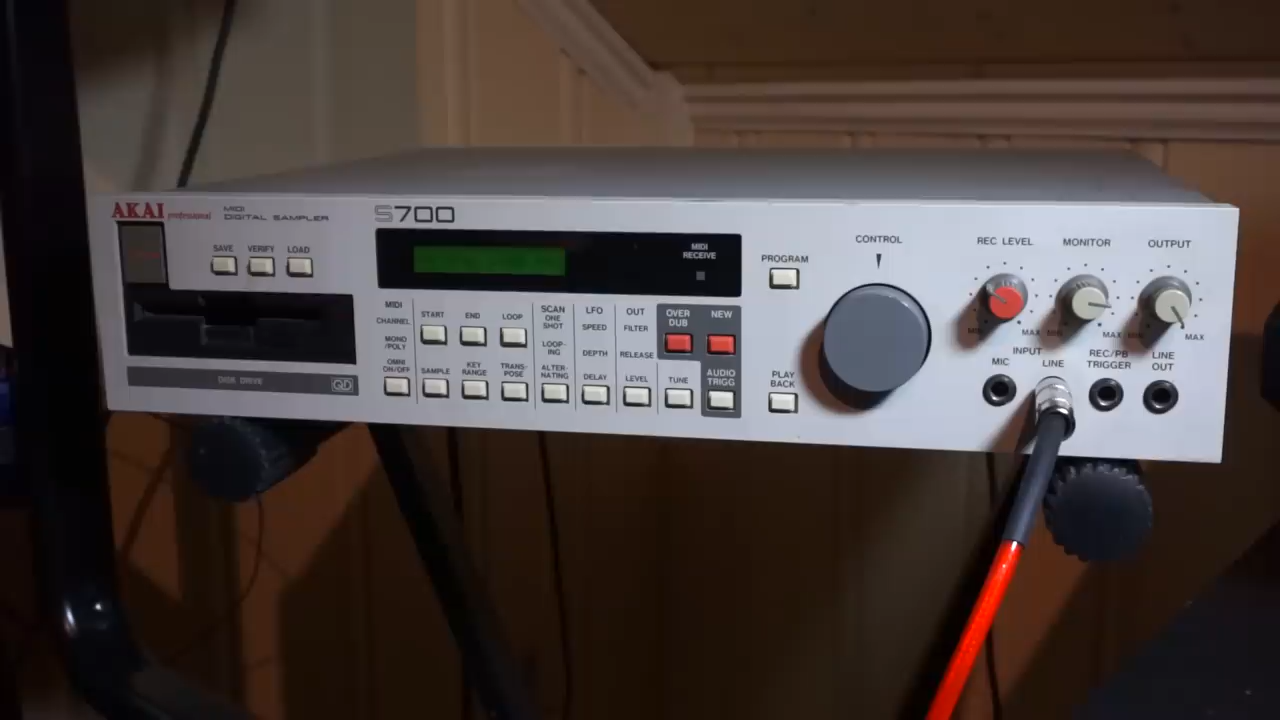 AKAI professional
MIDI
DIGITAL SAMPLER
S700
SAVE VERIFY LOAD
DISK DRIVE
QD
MIDI
RECEIVE
MIDI
CHANNEL
MONO
/POLY
OMNI
ON/OFF
START END LOOP
SAMPLE KEY
RANGE TRANS-
POSE
SCAN
ONE
SHOT
LOOP-
ING
ALTER-
NATING
LFO
SPEED
DEPTH
DELAY
OUT
FILTER
RELEASE
LEVEL
OVER
DUB
NEW
TUNE
AUDIO
TRIGG
PROGRAM
PLAY
BACK
CONTROL
REC LEVEL MONITOR OUTPUT
MIN MAX MIN MAX MIN MAX
INPUT
MIC LINE
REC/PB
TRIGGER
LINE
OUT